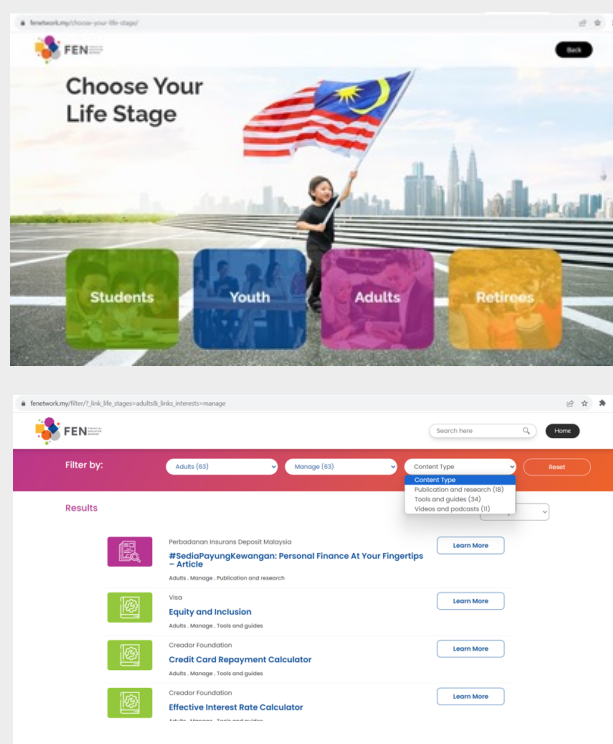 fenetwork.my/choose-your-life-stage/
FEN
Back
Choose Your
Life Stage
Students
Youth
Adults
Retirees
fenetwork.my/filter/?_link_life_stages=adults&_links_interests=manage
FEN
Search here
Home
Filter by:
Adults (63)
Manage (63)
Content Type
Reset
Content Type
Publication and research (18)
Tools and guides (34)
Videos and podcasts (11)
Results
Perbadanan Insurans Deposit Malaysia
#SediaPayungKewangan: Personal Finance At Your Fingertips
– Article
Adults . Manage . Publication and research
Learn More
Visa
Equity and Inclusion
Adults . Manage . Tools and guides
Learn More
Creador Foundation
Credit Card Repayment Calculator
Adults . Manage . Tools and guides
Learn More
Creador Foundation
Effective Interest Rate Calculator
Adults . Manage . Tools and guides
Learn More